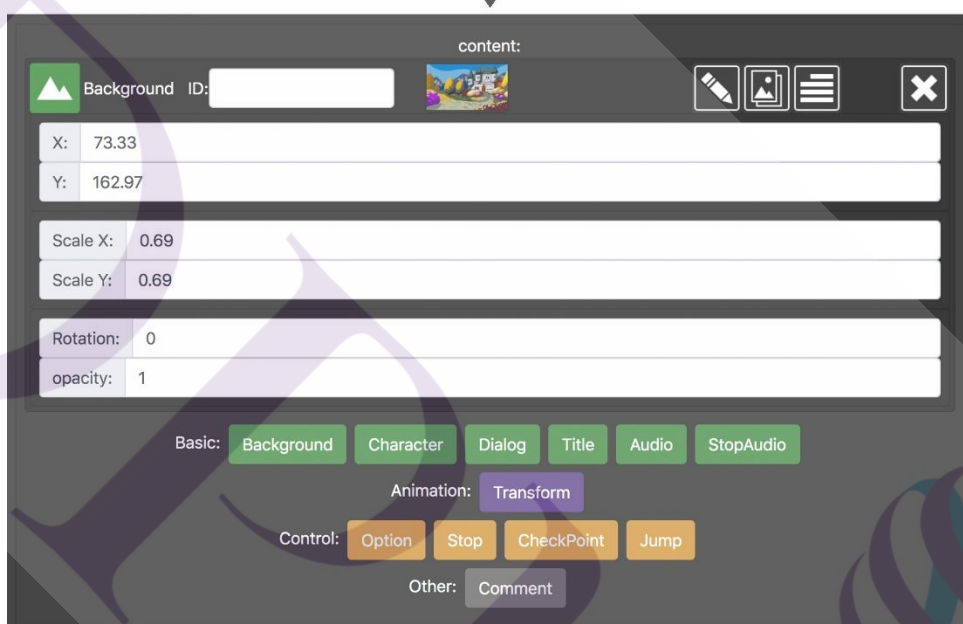 content:
Background ID:
X: 73.33
Y: 162.97
Scale X: 0.69
Scale Y: 0.69
Rotation: 0
opacity: 1
Basic: Background Character Dialog Title Audio StopAudio
Animation: Transform
Control: Option Stop CheckPoint Jump
Other: Comment